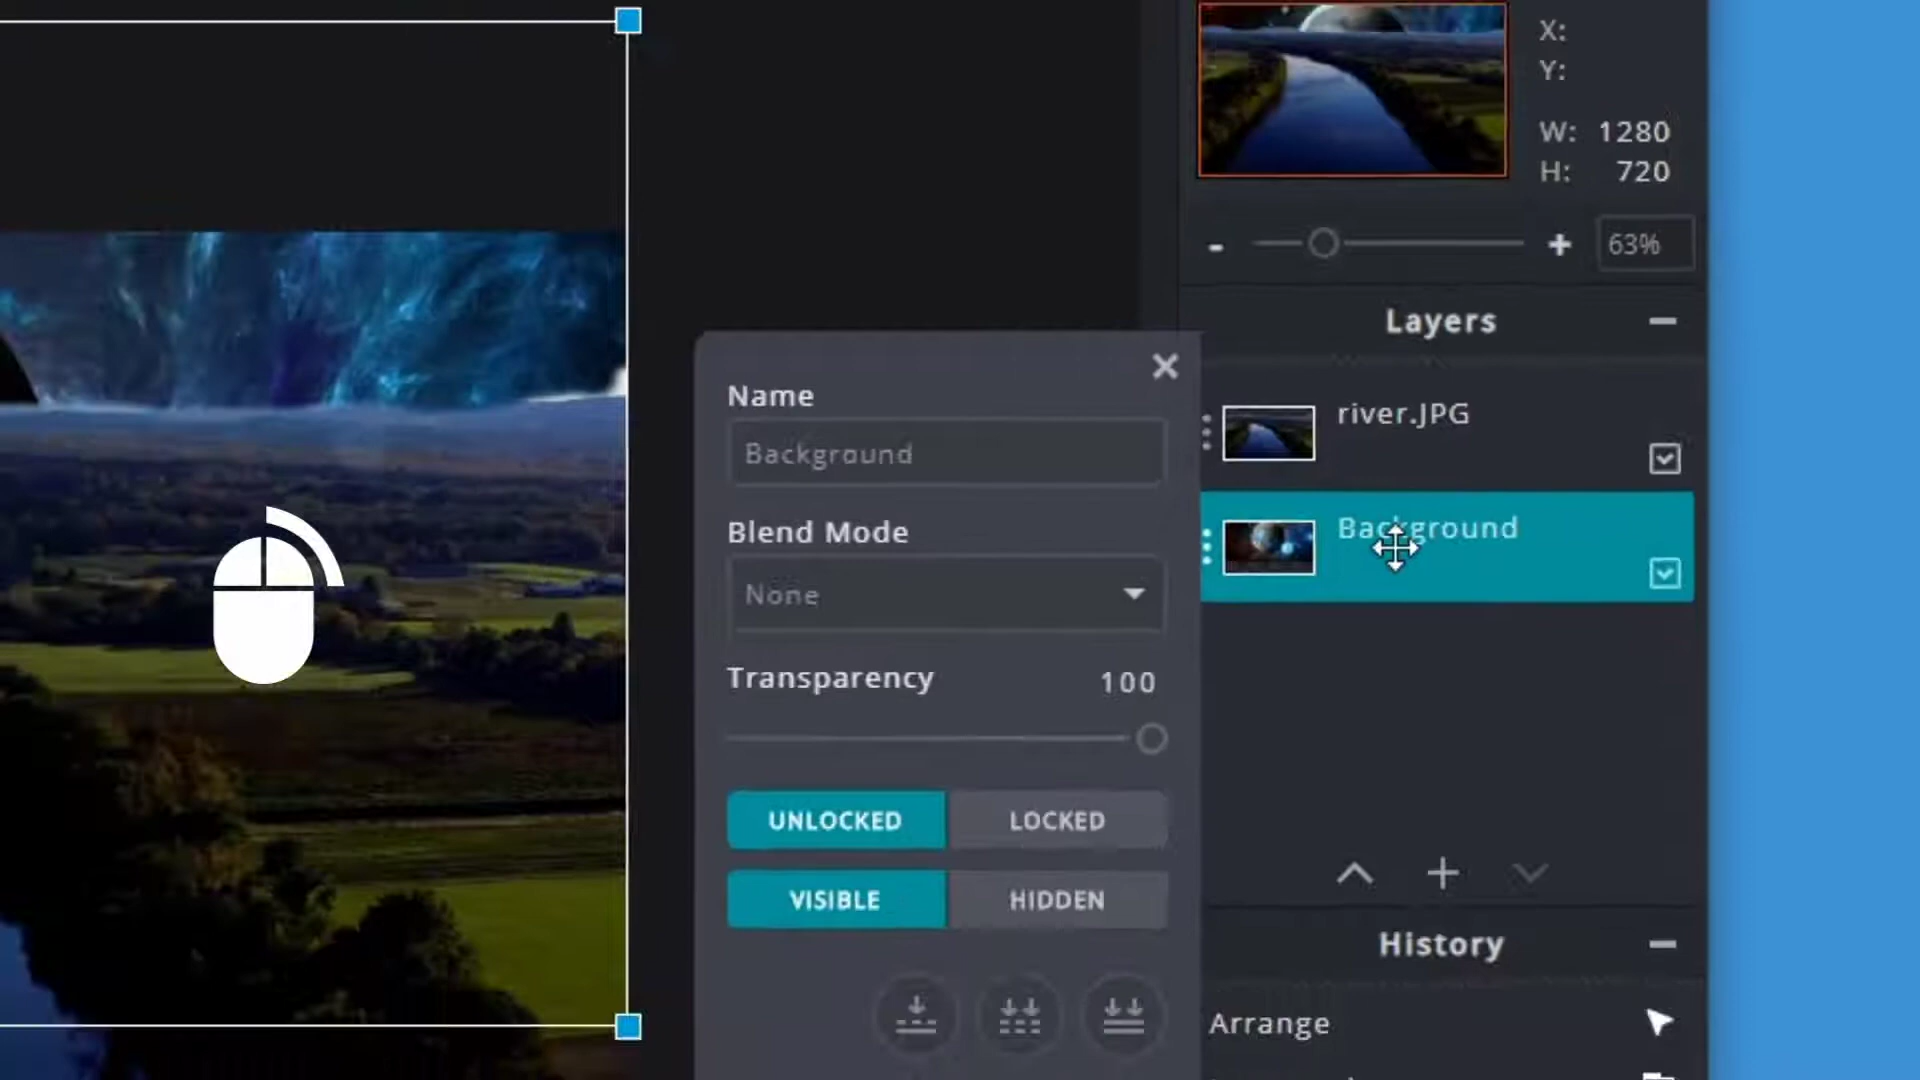 X:
Y:
W: 1280
H: 720
- + 63%
Layers
Name
Background
Blend Mode
None
Transparency 100
UNLOCKED LOCKED
VISIBLE HIDDEN
river.JPG
Background
History
Arrange